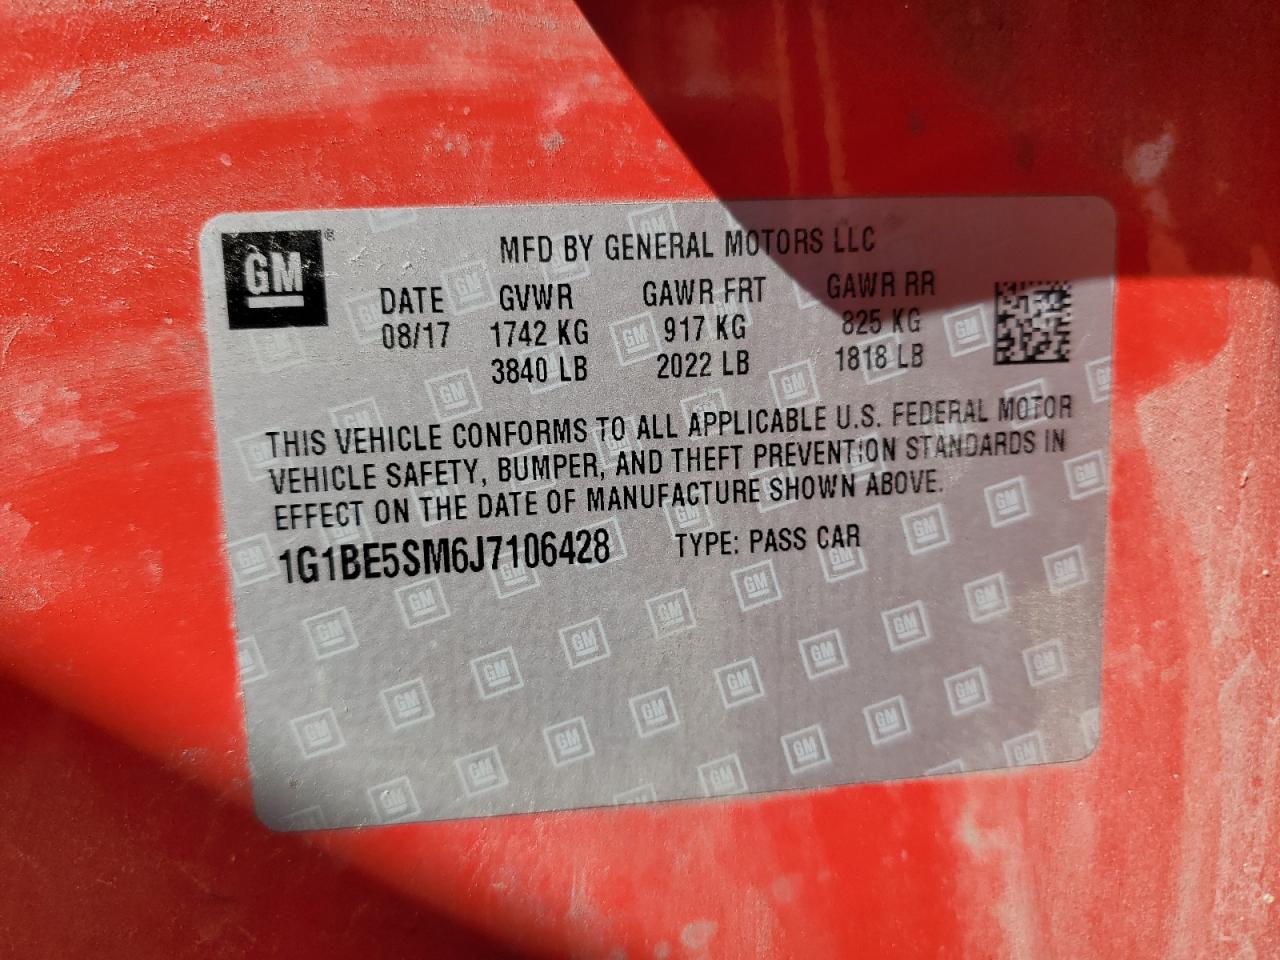 GM
MFD BY GENERAL MOTORS LLC
DATE GVWR GAWR FRT GAWR RR
08/17 1742 KG 917 KG 825 KG
3840 LB 2022 LB 1818 LB
THIS VEHICLE CONFORMS TO ALL APPLICABLE U.S. FEDERAL MOTOR
VEHICLE SAFETY, BUMPER, AND THEFT PREVENTION STANDARDS IN
EFFECT ON THE DATE OF MANUFACTURE SHOWN ABOVE.
1G1BE5SM6J7106428 TYPE: PASS CAR